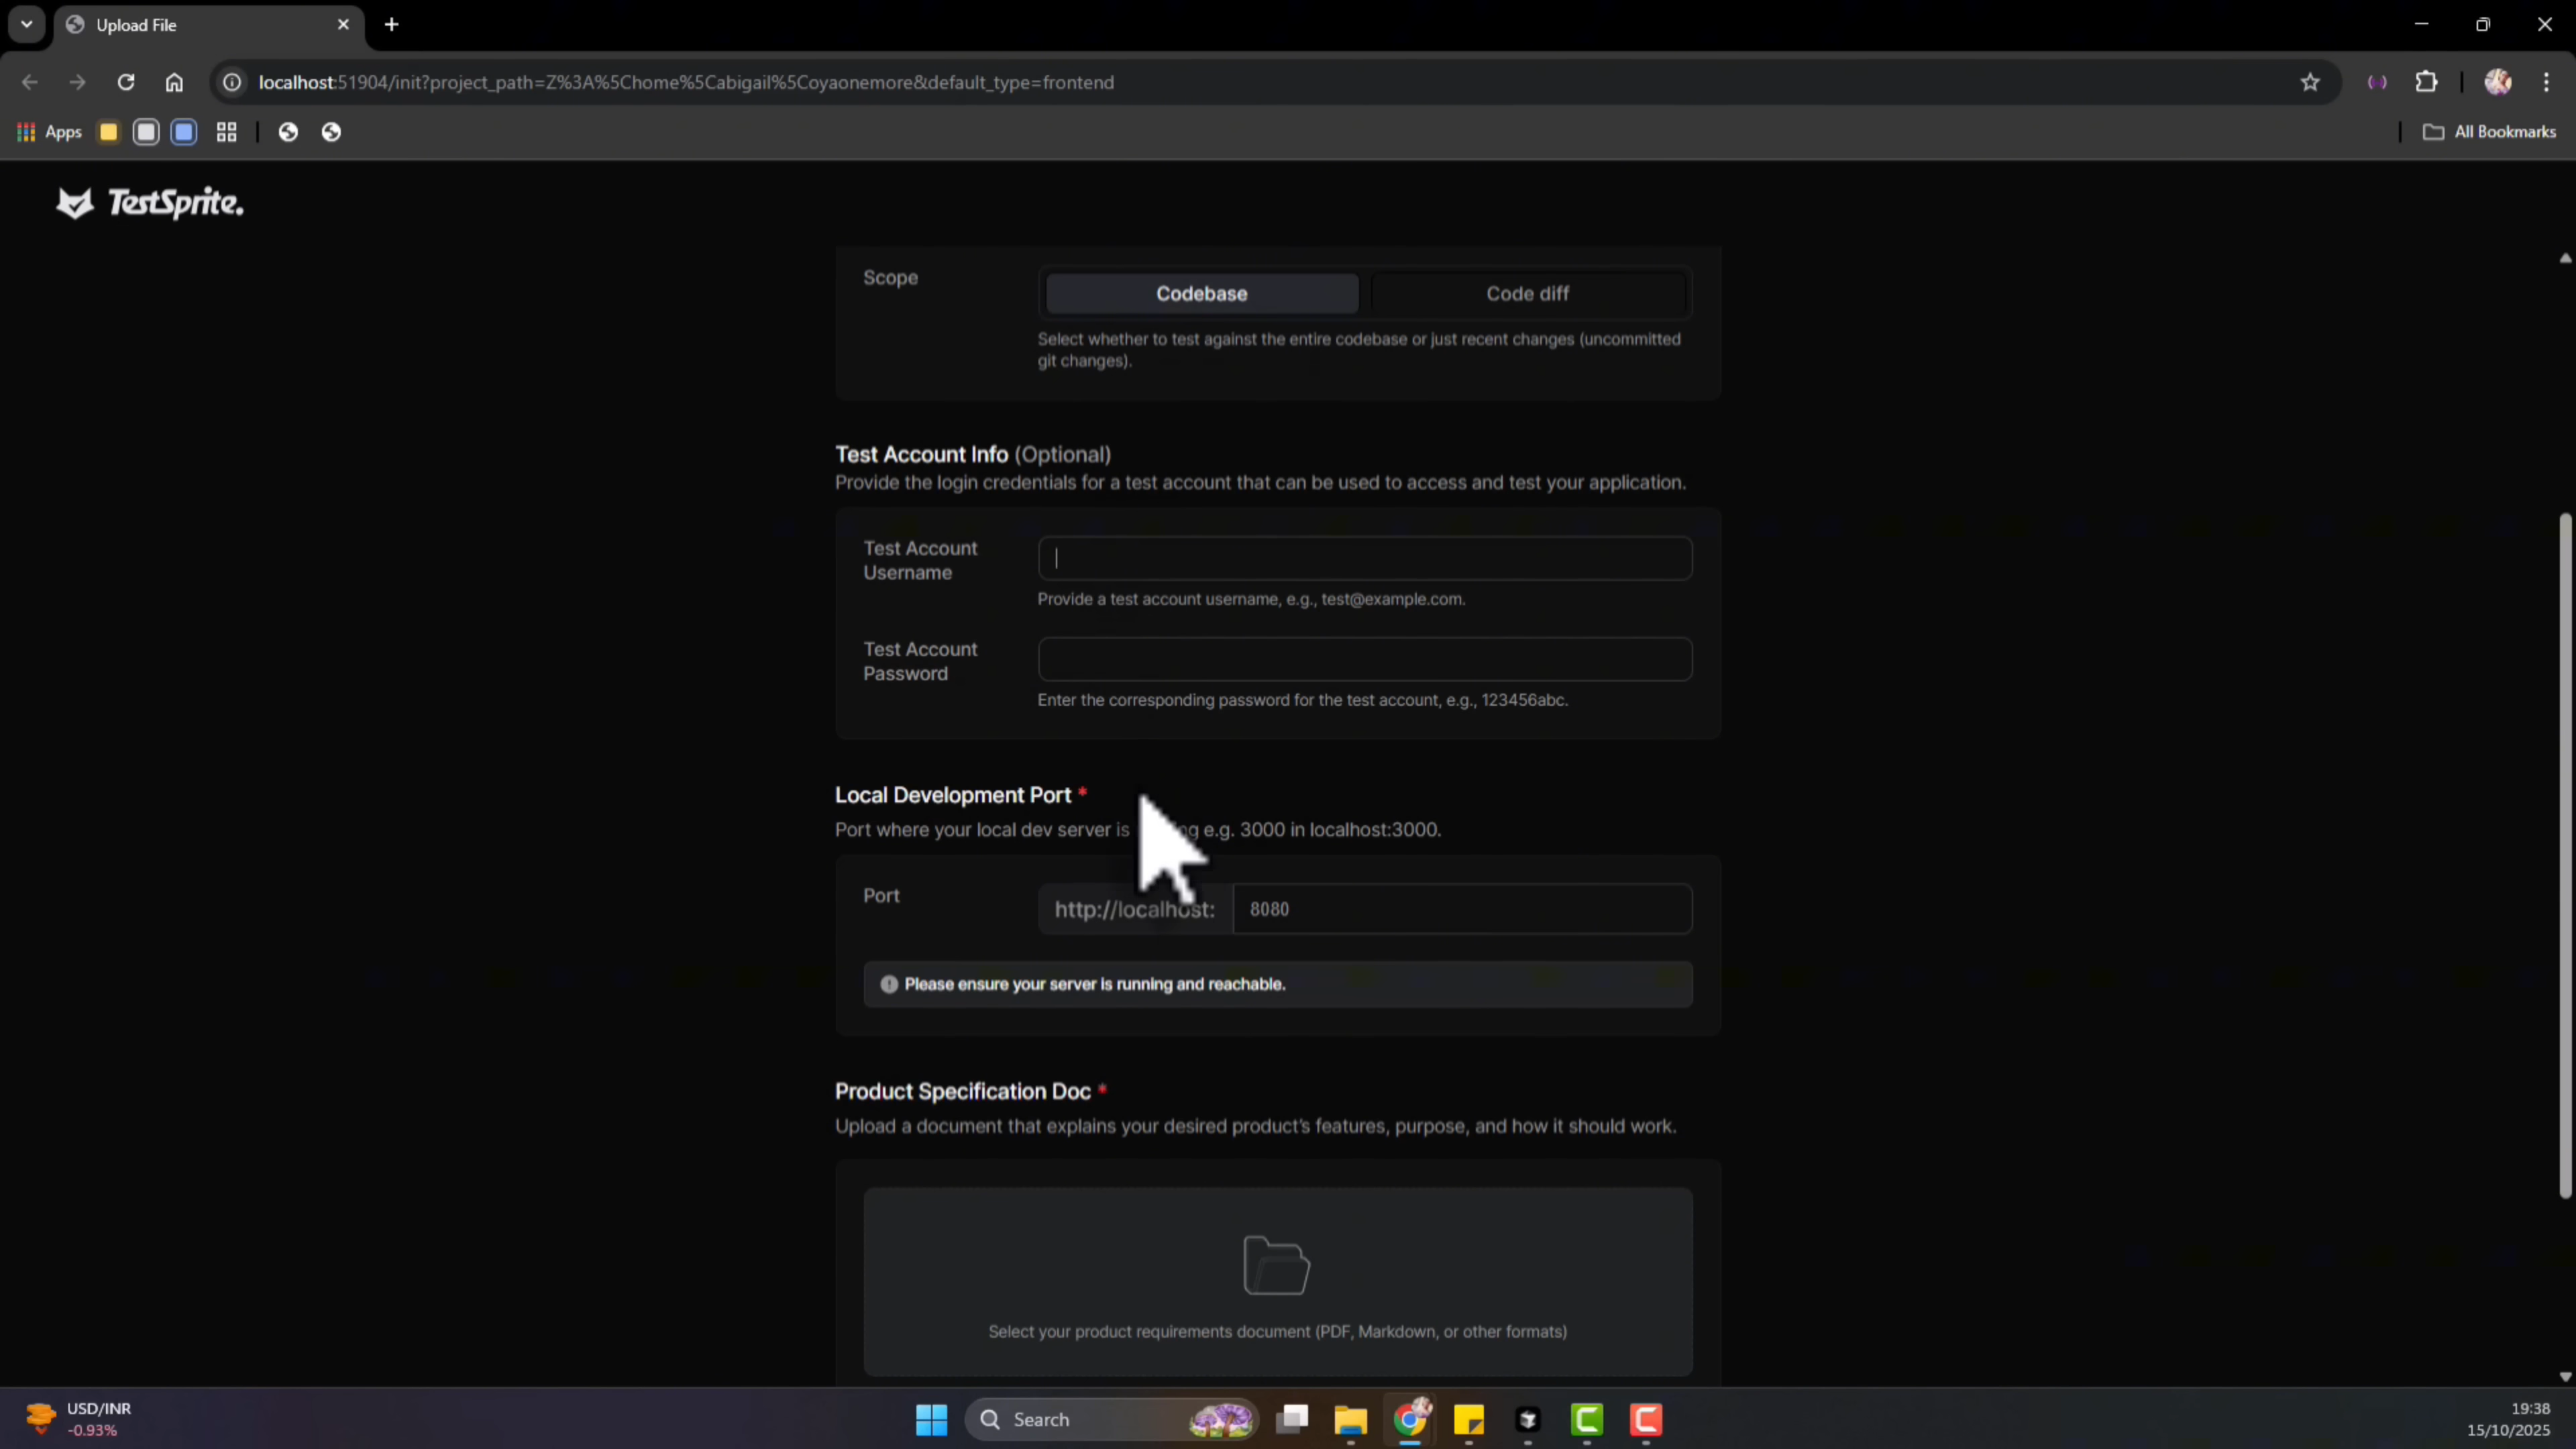 Upload File
localhost:51904/init?project_path=Z%3A%5Chome%5Cabigail%5Coyaonemore&default_type=frontend
Apps
All Bookmarks
TestSprite.
Scope
Codebase
Code diff
Select whether to test against the entire codebase or just recent changes (uncommitted
git changes).
Test Account Info (Optional)
Provide the login credentials for a test account that can be used to access and test your application.
Test Account
Username
Provide a test account username, e.g., test@example.com.
Test Account
Password
Enter the corresponding password for the test account, e.g., 123456abc.
Local Development Port *
Port where your local dev server is e.g. 3000 in localhost:3000.
Port
http://localhost:
8080
Please ensure your server is running and reachable.
Product Specification Doc *
Upload a document that explains your desired product's features, purpose, and how it should work.
Select your product requirements document (PDF, Markdown, or other formats)
USD/INR
-0.93%
Search
19:38
15/10/2025